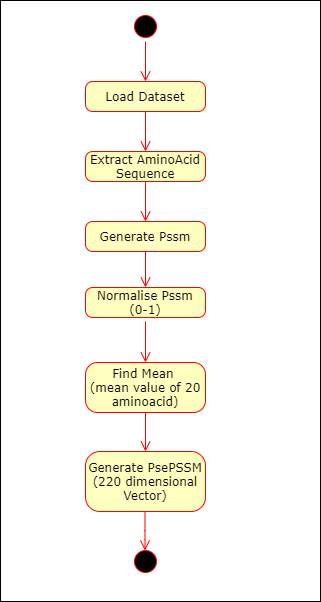 Load Dataset
Extract AminoAcid
Sequence
Generate Pssm
Normalise Pssm
(0-1)
Find Mean
(mean value of 20
aminoacid)
Generate PsePSSM
(220 dimensional
Vector)